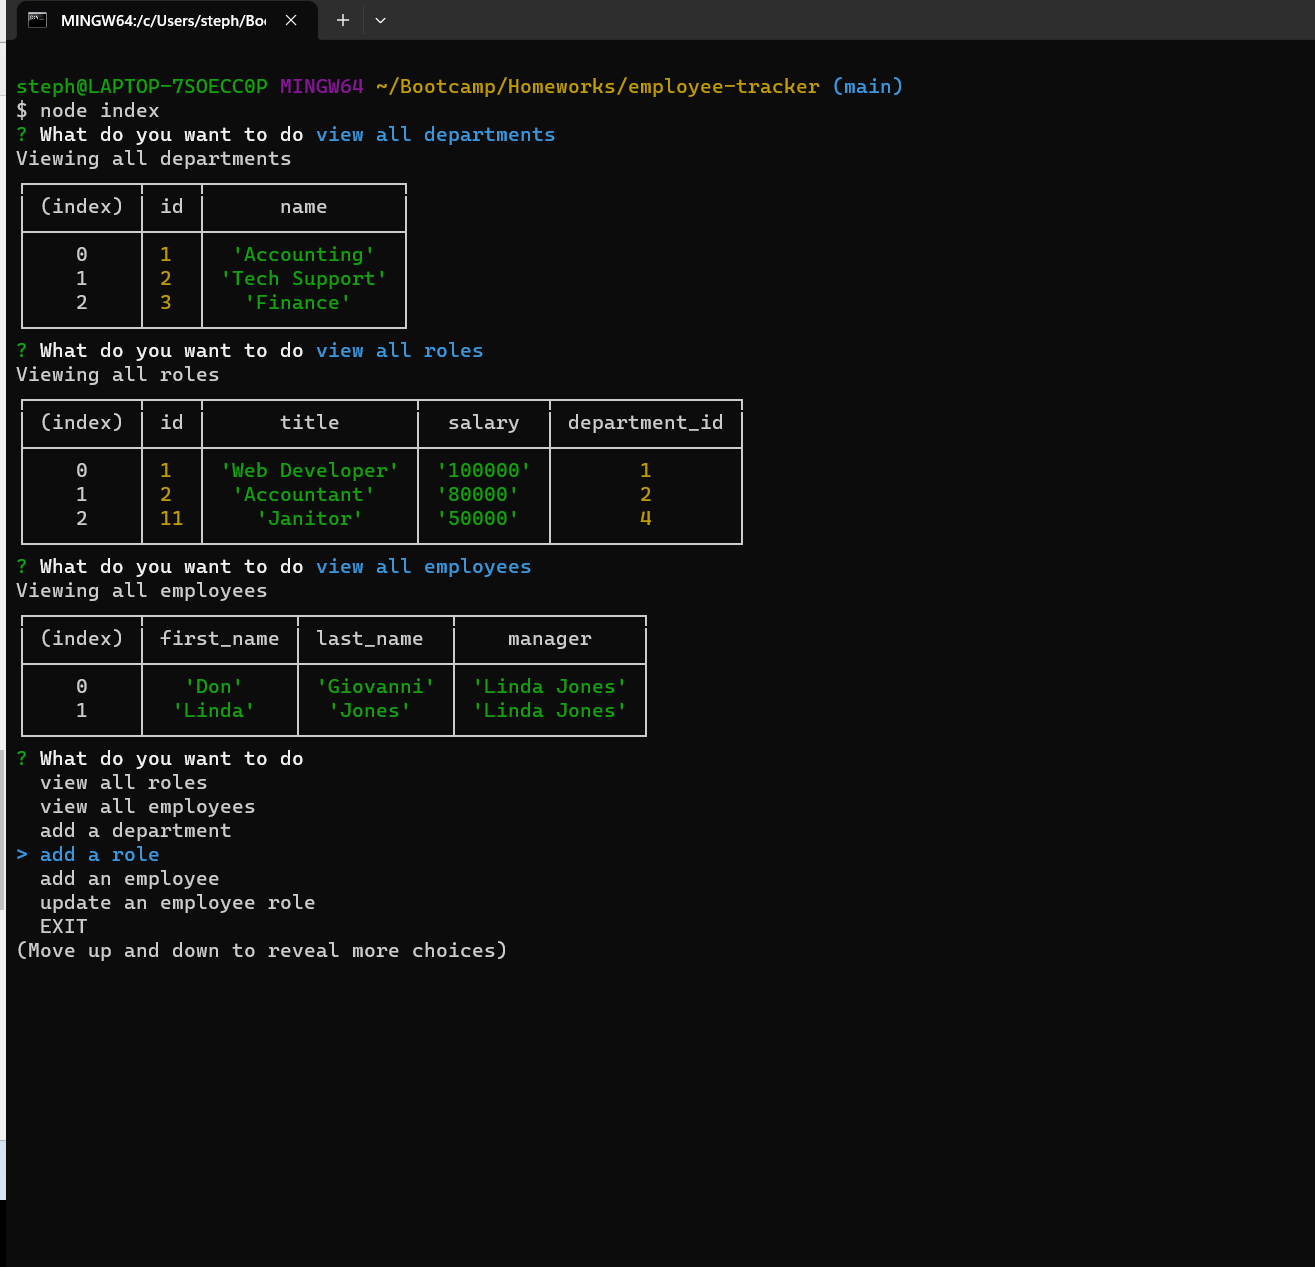 MINGW64:/c/Users/steph/Boo
steph@LAPTOP-7SOECC0P MINGW64 ~/Bootcamp/Homeworks/employee-tracker (main)
$ node index
? What do you want to do view all departments
Viewing all departments
(index) id name
0 1 'Accounting'
1 2 'Tech Support'
2 3 'Finance'
? What do you want to do view all roles
Viewing all roles
(index) id title salary department_id
0 1 'Web Developer' '100000' 1
1 2 'Accountant' '80000' 2
2 11 'Janitor' '50000' 4
? What do you want to do view all employees
Viewing all employees
(index) first_name last_name manager
0 'Don' 'Giovanni' 'Linda Jones'
1 'Linda' 'Jones' 'Linda Jones'
? What do you want to do
view all roles
view all employees
add a department
> add a role
add an employee
update an employee role
EXIT
(Move up and down to reveal more choices)